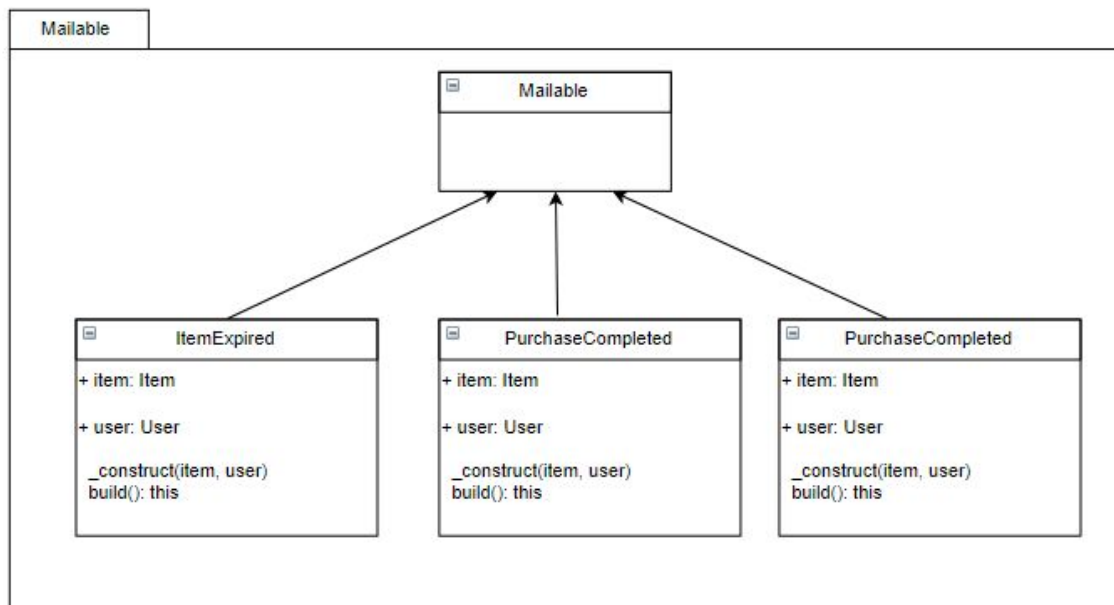 Mailable
Mailable
ItemExpired
+ item: Item
+ user: User
_construct(item, user)
build(): this
PurchaseCompleted
+ item: Item
+ user: User
_construct(item, user)
build(): this
PurchaseCompleted
+ item: Item
+ user: User
_construct(item, user)
build(): this